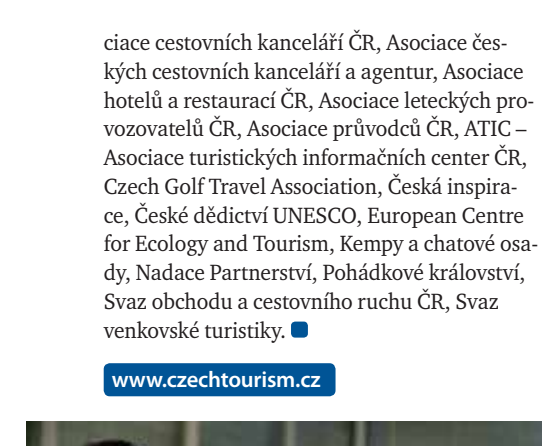 ciace cestovních kanceláří ČR, Asociace čes-
kých cestovních kanceláří a agentur, Asociace
hotelů a restaurací ČR, Asociace leteckých pro-
vozovatelů ČR, Asociace průvodců ČR, ATIC –
Asociace turistických informačních center ČR,
Czech Golf Travel Association, Česká inspira-
ce, České dědictví UNESCO, European Centre
for Ecology and Tourism, Kempy a chatové osa-
dy, Nadace Partnerství, Pohádkové království,
Svaz obchodu a cestovního ruchu ČR, Svaz
venkovské turistiky.
www.czechtourism.cz